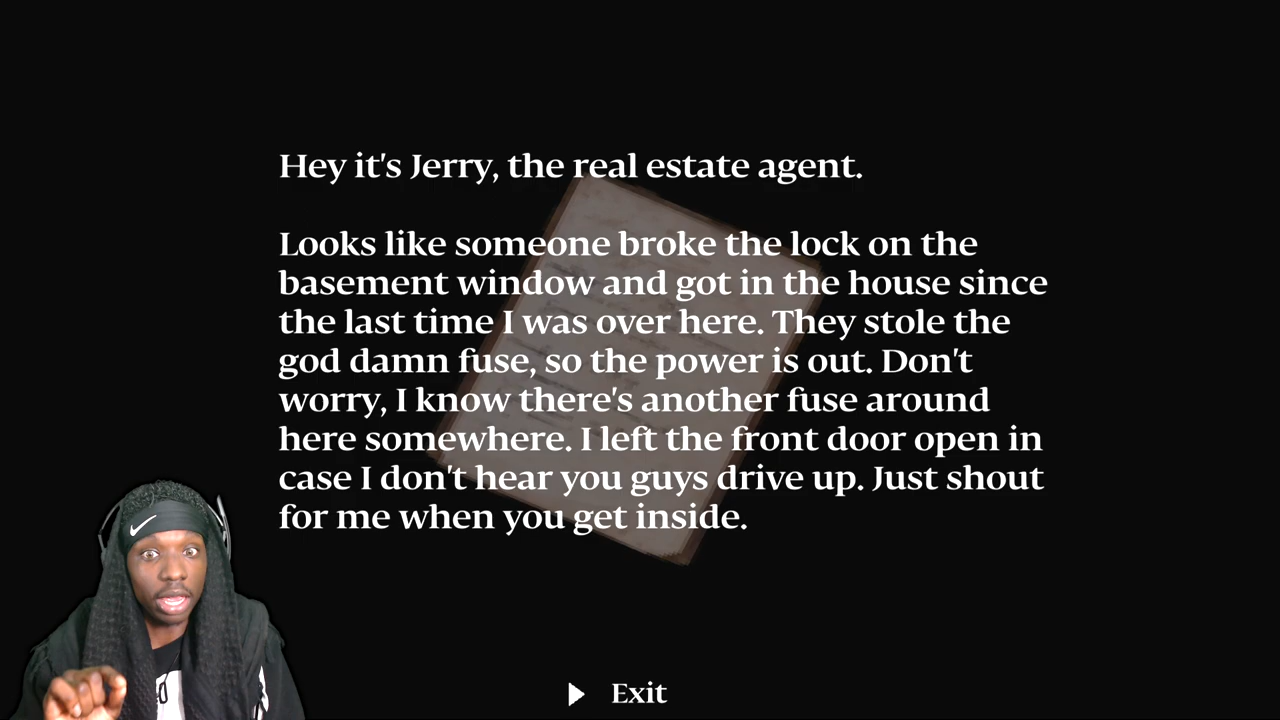 Hey it's Jerry, the real estate agent.
Looks like someone broke the lock on the
basement window and got in the house since
the last time I was over here. They stole the
god damn fuse, so the power is out. Don't
worry, I know there's another fuse around
here somewhere. I left the front door open in
case I don't hear you guys drive up. Just shout
for me when you get inside.
Exit